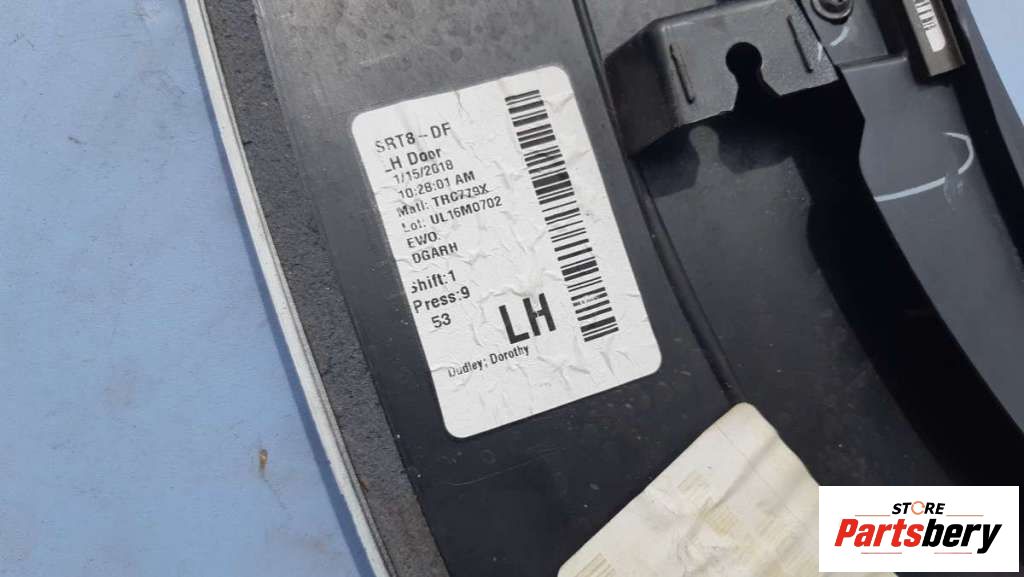 SRT8-DF
LH Door
1/15/2018
10:28:01 AM
Matl: TRC779X
Lot: UL16M0702
EWO:
DGARH
Shift:1
Press:9
53
LH
Dudley; Dorothy
STORE
Partsbery